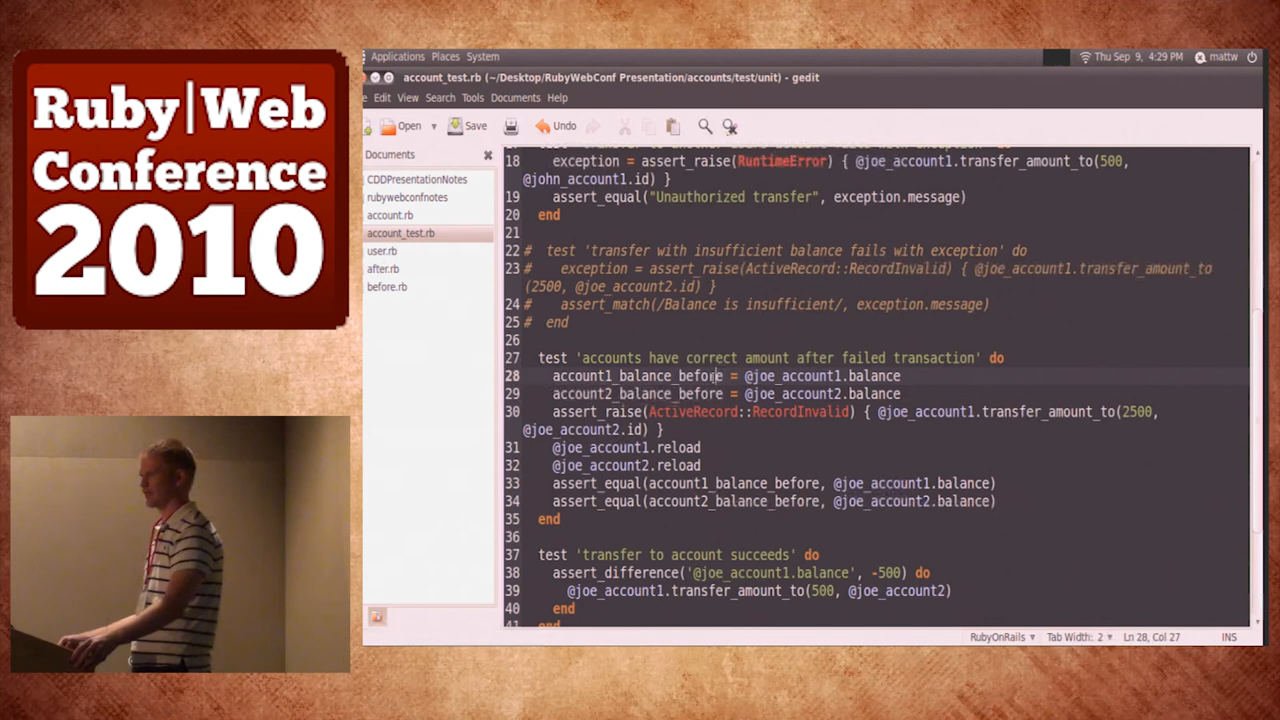 Ruby|Web
Conference
2010
Applications Places System
Thu Sep 9, 4:29 PM mattw
account_test.rb (~/Desktop/RubyWebConf Presentation/accounts/test/unit) - gedit
Edit View Search Tools Documents Help
Open Save Undo
Documents
CDDPresentationNotes
rubywebconfnotes
account.rb
account_test.rb
user.rb
after.rb
before.rb
18 exception = assert_raise(RuntimeError) { @joe_account1.transfer_amount_to(500,
@john_account1.id) }
19 assert_equal("Unauthorized transfer", exception.message)
20 end
21
22 # test 'transfer with insufficient balance fails with exception' do
23 # exception = assert_raise(ActiveRecord::RecordInvalid) { @joe_account1.transfer_amount_to
(2500, @joe_account2.id) }
24 # assert_match(/Balance is insufficient/, exception.message)
25 # end
26
27 test 'accounts have correct amount after failed transaction' do
28 account1_balance_before = @joe_account1.balance
29 account2_balance_before = @joe_account2.balance
30 assert_raise(ActiveRecord::RecordInvalid) { @joe_account1.transfer_amount_to(2500,
@joe_account2.id) }
31 @joe_account1.reload
32 @joe_account2.reload
33 assert_equal(account1_balance_before, @joe_account1.balance)
34 assert_equal(account2_balance_before, @joe_account2.balance)
35 end
36
37 test 'transfer to account succeeds' do
38 assert_difference('@joe_account1.balance', -500) do
39 @joe_account1.transfer_amount_to(500, @joe_account2)
40 end
41 end
RubyOnRails Tab Width: 2 Ln 28, Col 27 INS